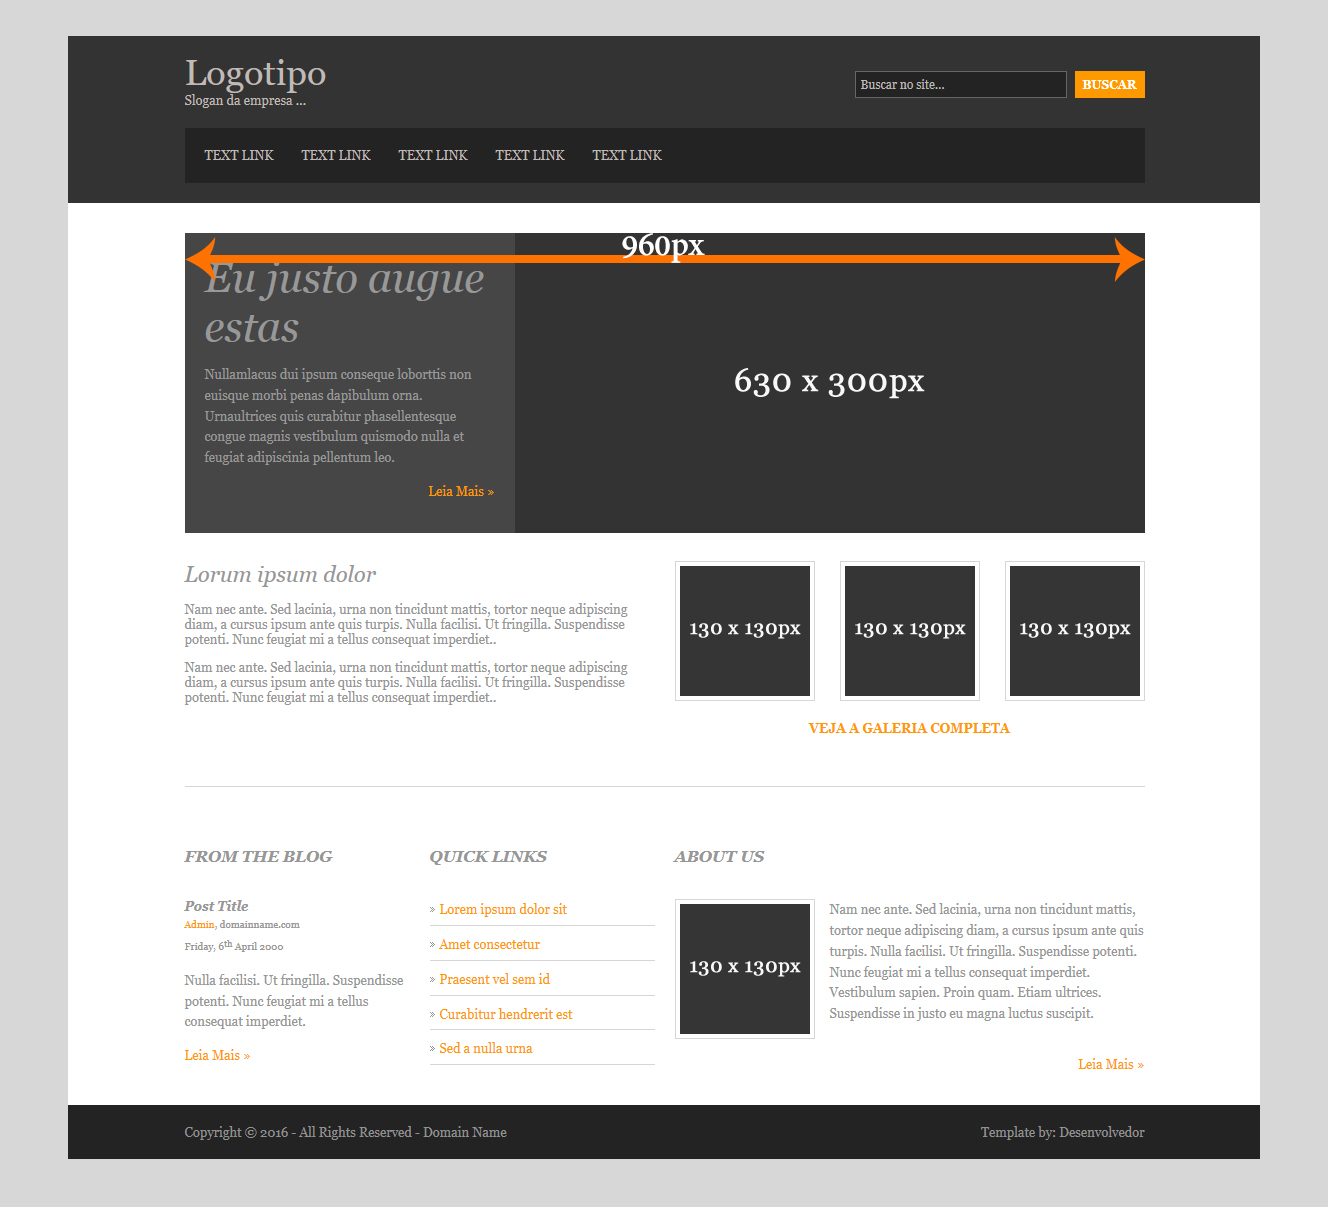 Logotipo
Slogan da empresa ...
Buscar no site...
BUSCAR
TEXT LINK TEXT LINK TEXT LINK TEXT LINK TEXT LINK
960px
Eu justo augue
estas
Nullamlacus dui ipsum conseque loborttis non
euisque morbi penas dapibulum orna.
Urnaultrices quis curabitur phasellentesque
congue magnis vestibulum quismodo nulla et
feugiat adipiscinia pellentum leo.
Leia Mais »
630 x 300px
Lorum ipsum dolor
Nam nec ante. Sed lacinia, urna non tincidunt mattis, tortor neque adipiscing
diam, a cursus ipsum ante quis turpis. Nulla facilisi. Ut fringilla. Suspendisse
potenti. Nunc feugiat mi a tellus consequat imperdiet..
Nam nec ante. Sed lacinia, urna non tincidunt mattis, tortor neque adipiscing
diam, a cursus ipsum ante quis turpis. Nulla facilisi. Ut fringilla. Suspendisse
potenti. Nunc feugiat mi a tellus consequat imperdiet..
130 x 130px
130 x 130px
130 x 130px
VEJA A GALERIA COMPLETA
FROM THE BLOG
Post Title
Admin, domainname.com
Friday, 6th April 2000
Nulla facilisi. Ut fringilla. Suspendisse
potenti. Nunc feugiat mi a tellus
consequat imperdiet.
Leia Mais »
QUICK LINKS
» Lorem ipsum dolor sit
» Amet consectetur
» Praesent vel sem id
» Curabitur hendrerit est
» Sed a nulla urna
ABOUT US
130 x 130px
Nam nec ante. Sed lacinia, urna non tincidunt mattis,
tortor neque adipiscing diam, a cursus ipsum ante quis
turpis. Nulla facilisi. Ut fringilla. Suspendisse potenti.
Nunc feugiat mi a tellus consequat imperdiet.
Vestibulum sapien. Proin quam. Etiam ultrices.
Suspendisse in justo eu magna luctus suscipit.
Leia Mais »
Copyright © 2016 - All Rights Reserved - Domain Name
Template by: Desenvolvedor